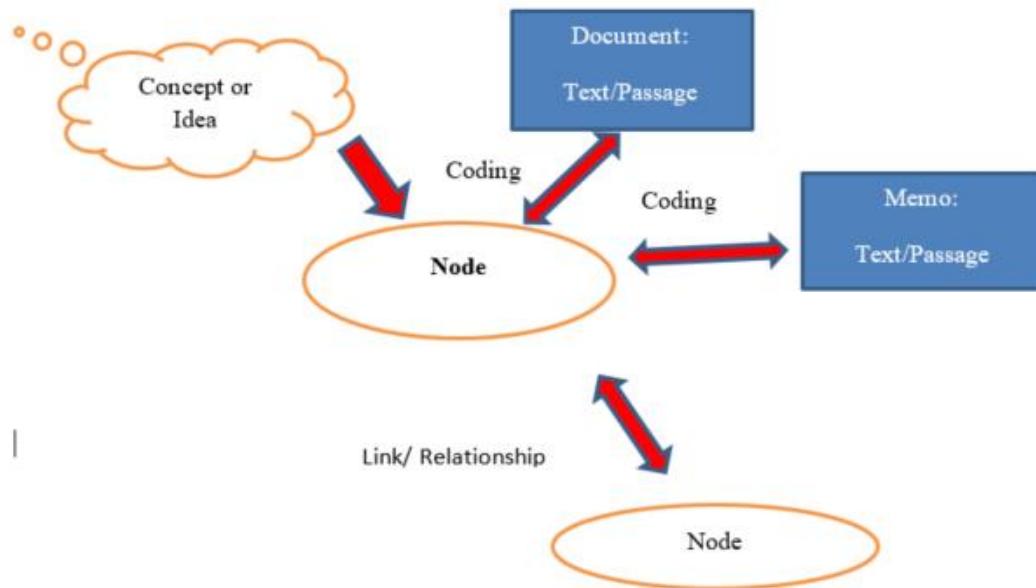 Concept or
Idea
Document:
Text/Passage
Coding
Coding
Memo:
Text/Passage
Node
Link/ Relationship
Node